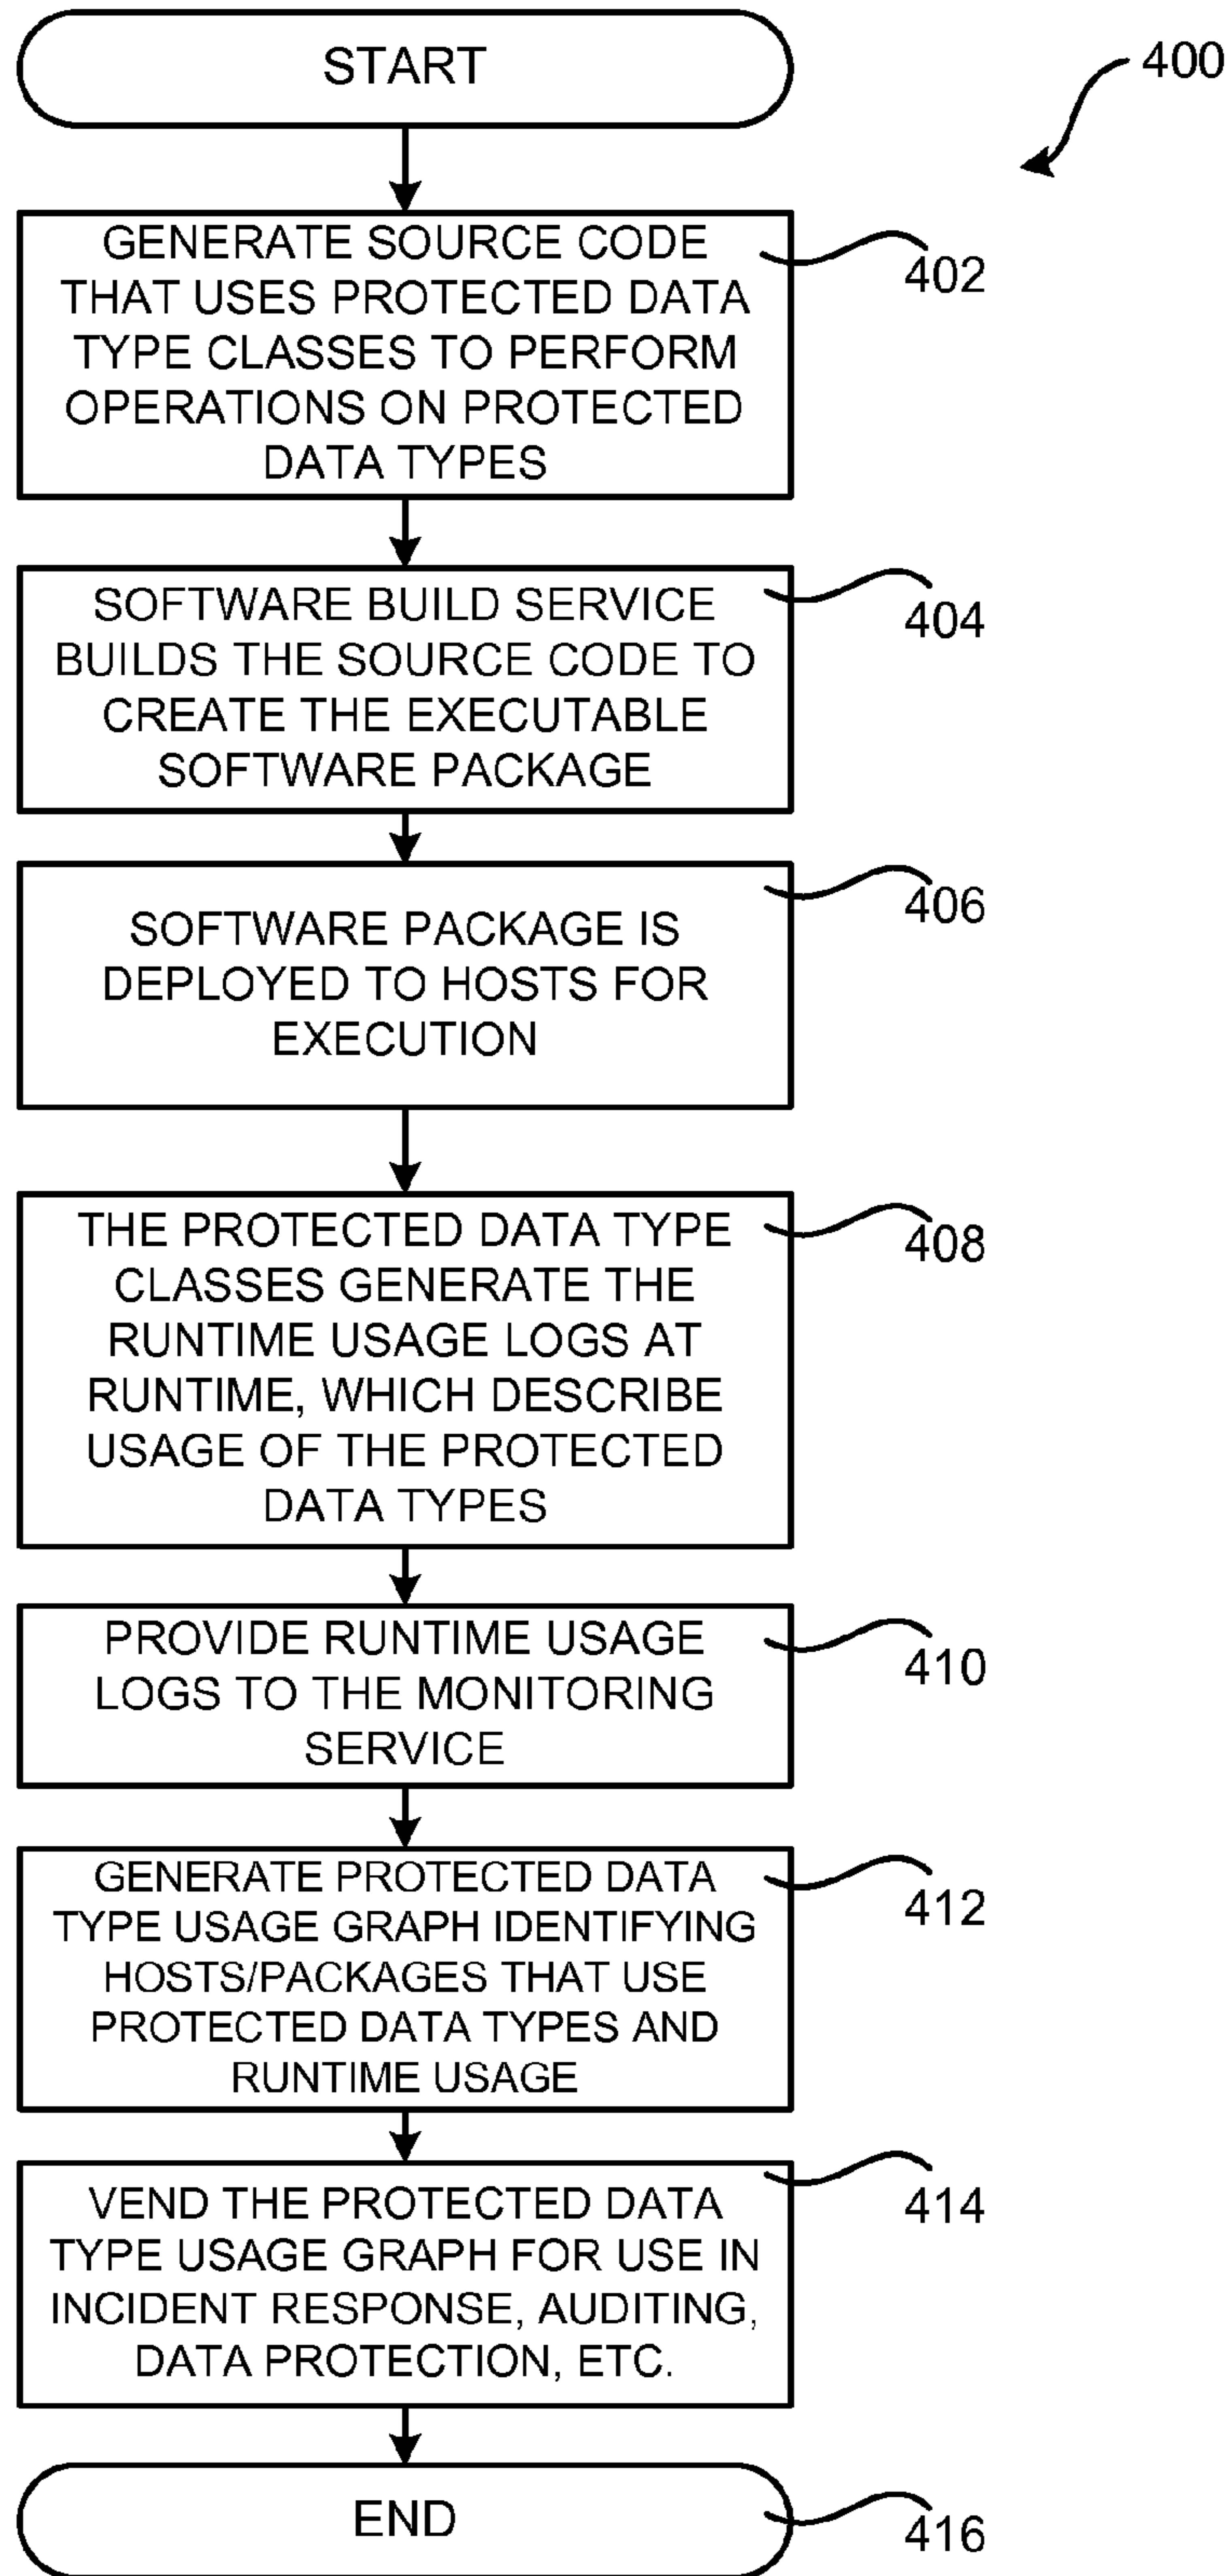 START
400
GENERATE SOURCE CODE
THAT USES PROTECTED DATA
TYPE CLASSES TO PERFORM
OPERATIONS ON PROTECTED
DATA TYPES
402
SOFTWARE BUILD SERVICE
BUILDS THE SOURCE CODE TO
CREATE THE EXECUTABLE
SOFTWARE PACKAGE
404
SOFTWARE PACKAGE IS
DEPLOYED TO HOSTS FOR
EXECUTION
406
THE PROTECTED DATA TYPE
CLASSES GENERATE THE
RUNTIME USAGE LOGS AT
RUNTIME, WHICH DESCRIBE
USAGE OF THE PROTECTED
DATA TYPES
408
PROVIDE RUNTIME USAGE
LOGS TO THE MONITORING
SERVICE
410
GENERATE PROTECTED DATA
TYPE USAGE GRAPH IDENTIFYING
HOSTS/PACKAGES THAT USE
PROTECTED DATA TYPES AND
RUNTIME USAGE
412
VEND THE PROTECTED DATA
TYPE USAGE GRAPH FOR USE IN
INCIDENT RESPONSE, AUDITING,
DATA PROTECTION, ETC.
414
END
416